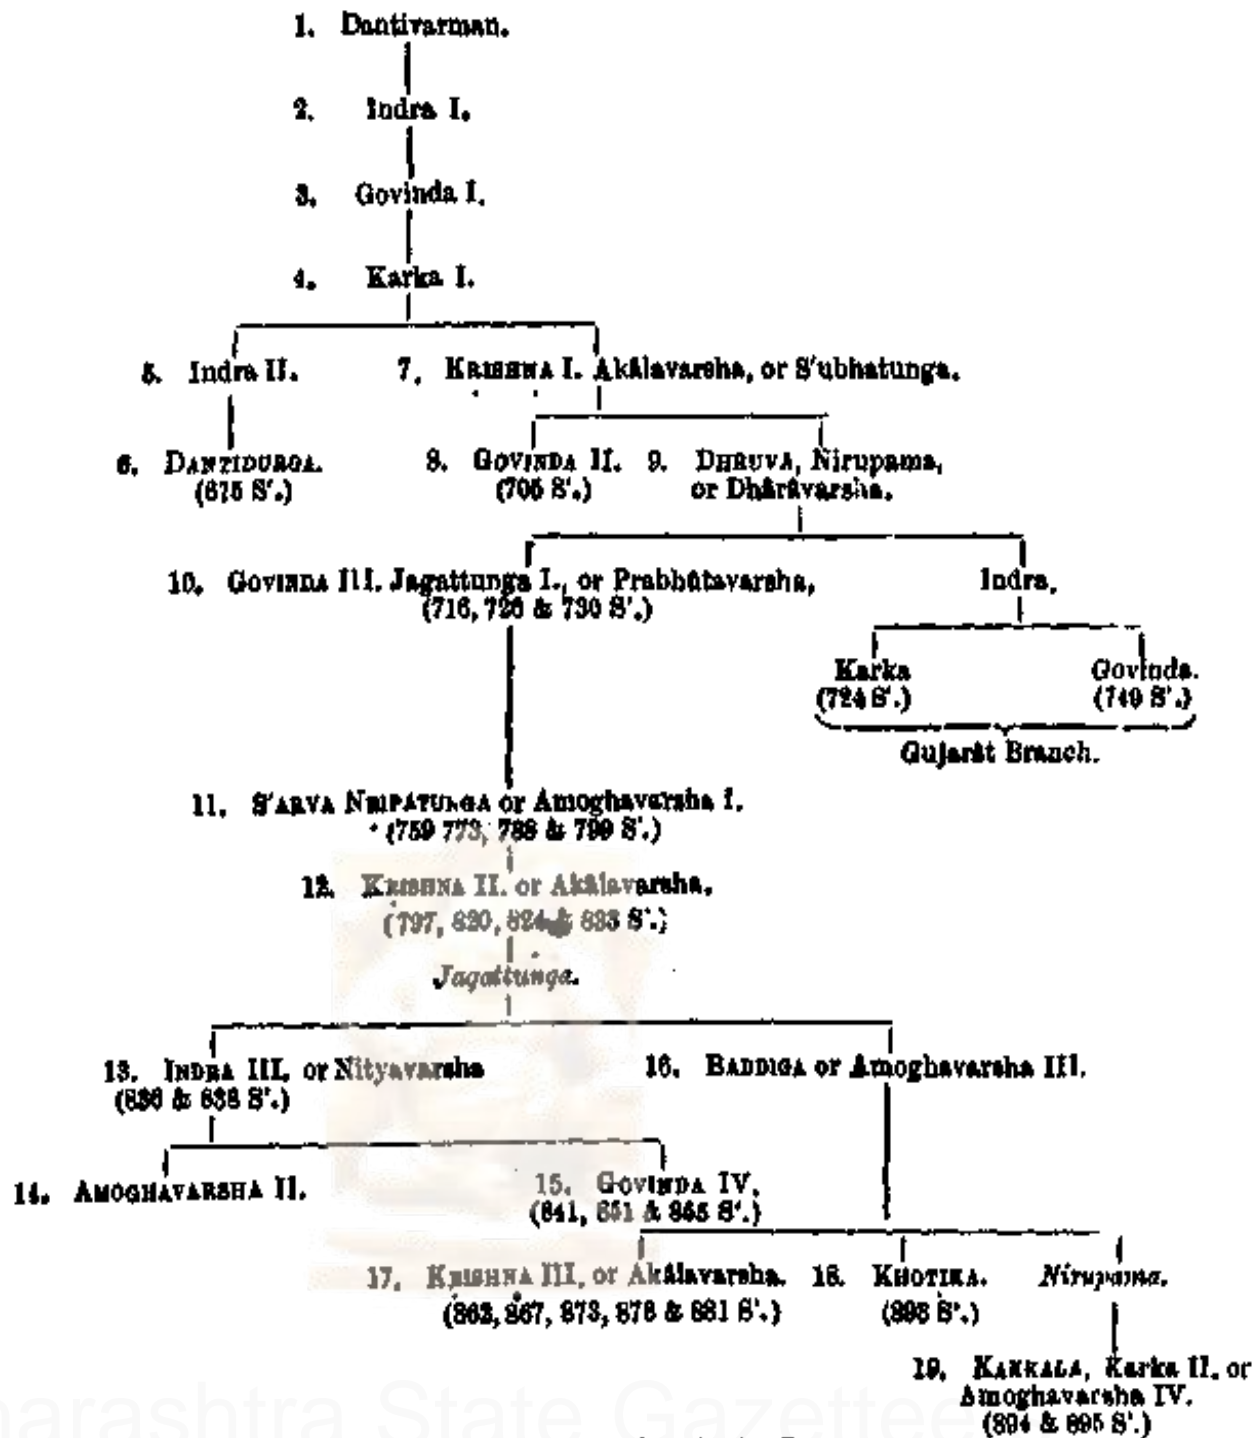 1. Dantivarman.
2. Indra I.
3. Govinda I.
4. Karka I.
5. Indra II. 7. KRISHNA I. Akâlavarsha, or S'ubhatunga.
6. DANTIDURGA. 8. GOVINDA II. 9. DHRUVA, Nirupama,
(675 S'.) (705 S'.) or Dhârâvarsha.
10. GOVINDA III. Jagattunga I., or Prabhûtavarsha, Indra.
(716, 726 & 730 S'.)
Karka Govinda.
(724 S'.) (749 S'.)
Gujarât Branch.
11. S'ARVA NRIPATUNGA or Amoghavarsha I.
(759 773, 788 & 799 S'.)
12. KRISHNA II. or Akâlavarsha.
(797, 820, 824 & 833 S'.)
Jagattunga.
13. INDRA III, or Nityavarsha 16. BADDIGA or Amoghavarsha III.
(836 & 838 S'.)
14. AMOGHAVARSHA II. 15. GOVINDA IV.
(841, 851 & 855 S'.)
17. KRISHNA III, or Akâlavarsha. 18. KHOTIKA. Nirupama.
(862, 867, 873, 878 & 881 S'.) (893 S'.)
19. KAKKALA, Karka II. or
Amoghavarsha IV.
(894 & 895 S'.)
State Gazettee